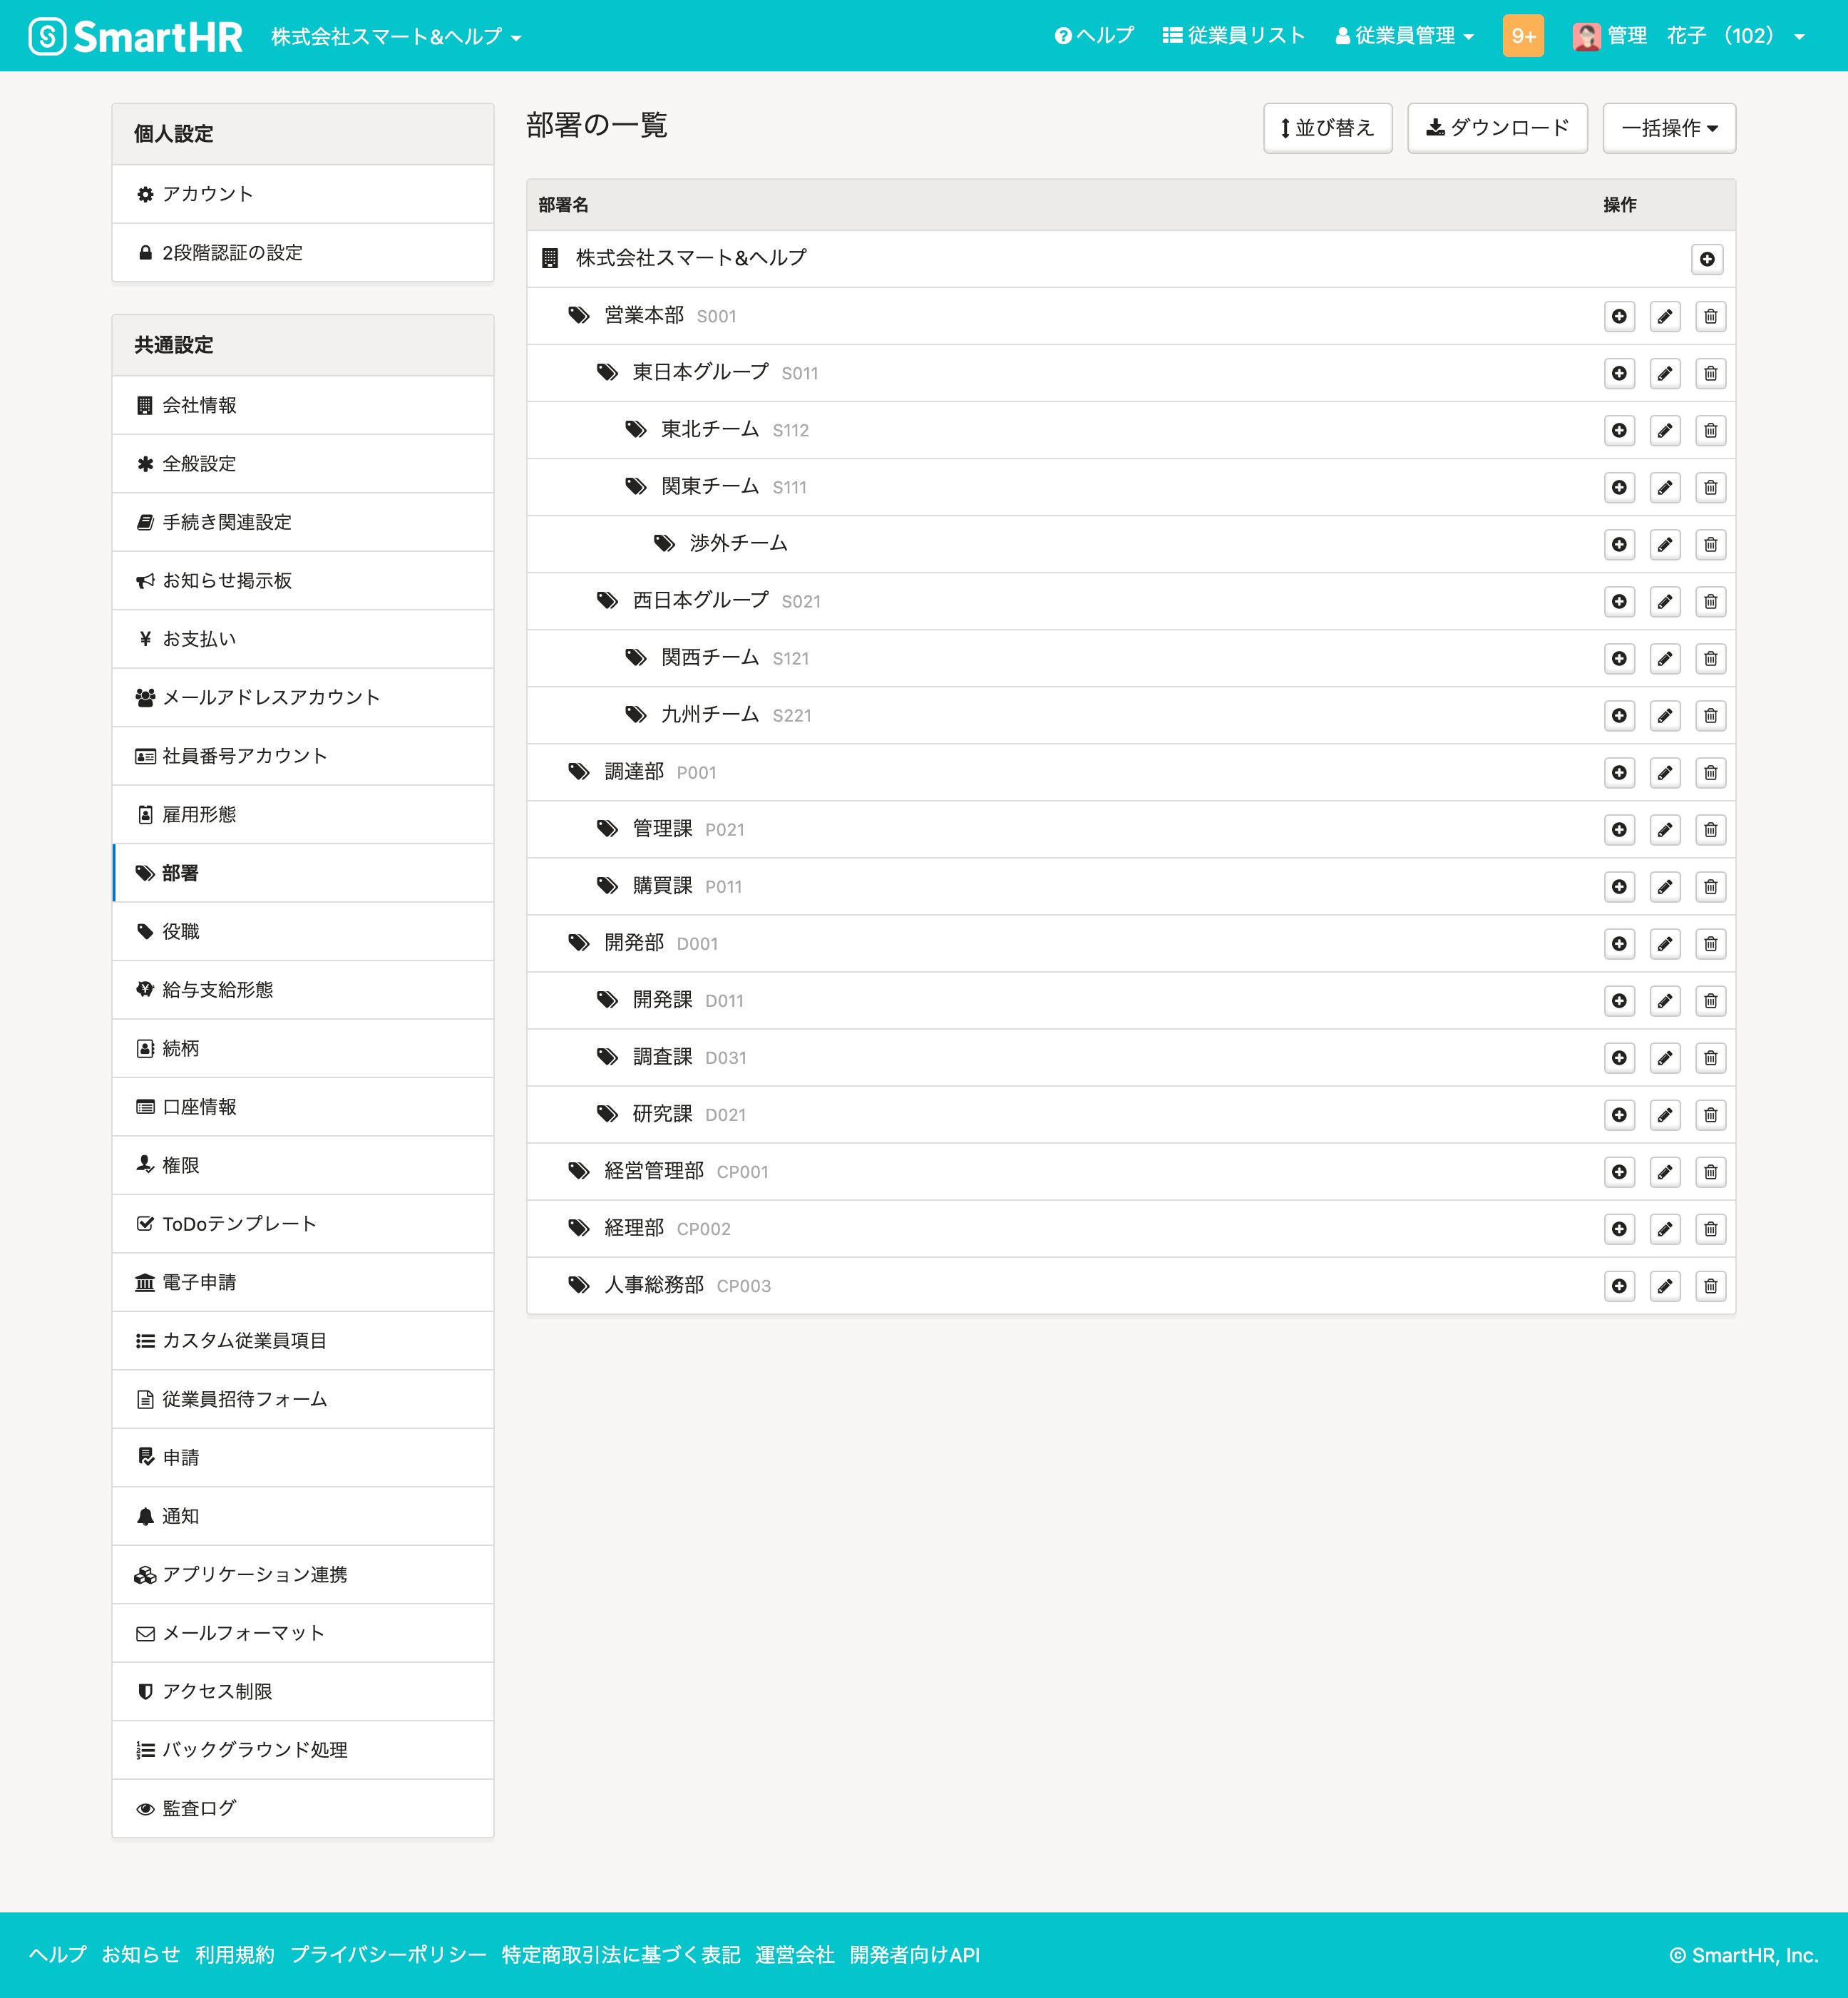 SmartHR 株式会社スマート&ヘルプ ヘルプ 従業員リスト 従業員管理 9+ 管理 花子 (102)
個人設定
アカウント
2段階認証の設定
共通設定
会社情報
全般設定
手続き関連設定
お知らせ掲示板
お支払い
メールアドレスアカウント
社員番号アカウント
雇用形態
部署
役職
給与支給形態
続柄
口座情報
権限
ToDoテンプレート
電子申請
カスタム従業員項目
従業員招待フォーム
申請
通知
アプリケーション連携
メールフォーマット
アクセス制限
バックグラウンド処理
監査ログ
部署の一覧 並び替え ダウンロード 一括操作
部署名 操作
株式会社スマート&ヘルプ
営業本部 S001
東日本グループ S011
東北チーム S112
関東チーム S111
渉外チーム
西日本グループ S021
関西チーム S121
九州チーム S221
調達部 P001
管理課 P021
購買課 P011
開発部 D001
開発課 D011
調査課 D031
研究課 D021
経営管理部 CP001
経理部 CP002
人事総務部 CP003
ヘルプ お知らせ 利用規約 プライバシーポリシー 特定商取引法に基づく表記 運営会社 開発者向けAPI © SmartHR, Inc.